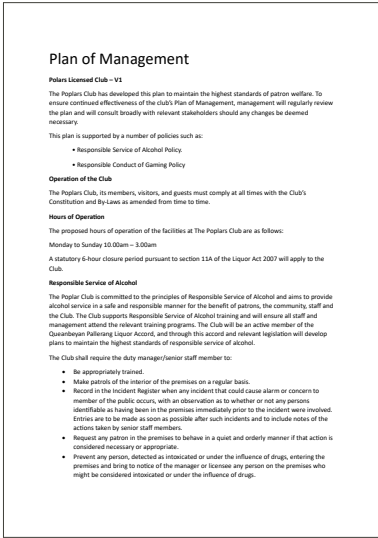 Plan of Management
Polars Licensed Club – V1
The Poplars Club has developed this plan to maintain the highest standards of patron welfare. To
ensure continued effectiveness of the club's Plan of Management, management will regularly review
the plan and will consult broadly with relevant stakeholders should any changes be deemed
necessary.
This plan is supported by a number of policies such as:
• Responsible Service of Alcohol Policy.
• Responsible Conduct of Gaming Policy
Operation of the Club
The Poplars Club, its members, visitors, and guests must comply at all times with the Club's
Constitution and By-Laws as amended from time to time.
Hours of Operation
The proposed hours of operation of the facilities at The Poplars Club are as follows:
Monday to Sunday 10.00am – 3.00am
A statutory 6-hour closure period pursuant to section 11A of the Liquor Act 2007 will apply to the
Club.
Responsible Service of Alcohol
The Poplar Club is committed to the principles of Responsible Service of Alcohol and aims to provide
alcohol service in a safe and responsible manner for the benefit of patrons, the community, staff and
the Club. The Club supports Responsible Service of Alcohol training and will ensure all staff and
management attend the relevant training programs. The Club will be an active member of the
Queanbeyan Pallerang Liquor Accord, and through this accord and relevant legislation will develop
plans to maintain the highest standards of responsible service of alcohol.
The Club shall require the duty manager/senior staff member to:
• Be appropriately trained.
• Make patrols of the interior of the premises on a regular basis.
• Record in the Incident Register when any incident that could cause alarm or concern to
member of the public occurs, with an observation as to whether or not any persons
identifiable as having been in the premises immediately prior to the incident were involved.
Entries are to be made as soon as possible after such incidents and to include notes of the
actions taken by senior staff members.
• Request any patron in the premises to behave in a quiet and orderly manner if that action is
considered necessary or appropriate.
• Prevent any person, detected as intoxicated or under the influence of drugs, entering the
premises and bring to notice of the manager or licensee any person on the premises who
might be considered intoxicated or under the influence of drugs.